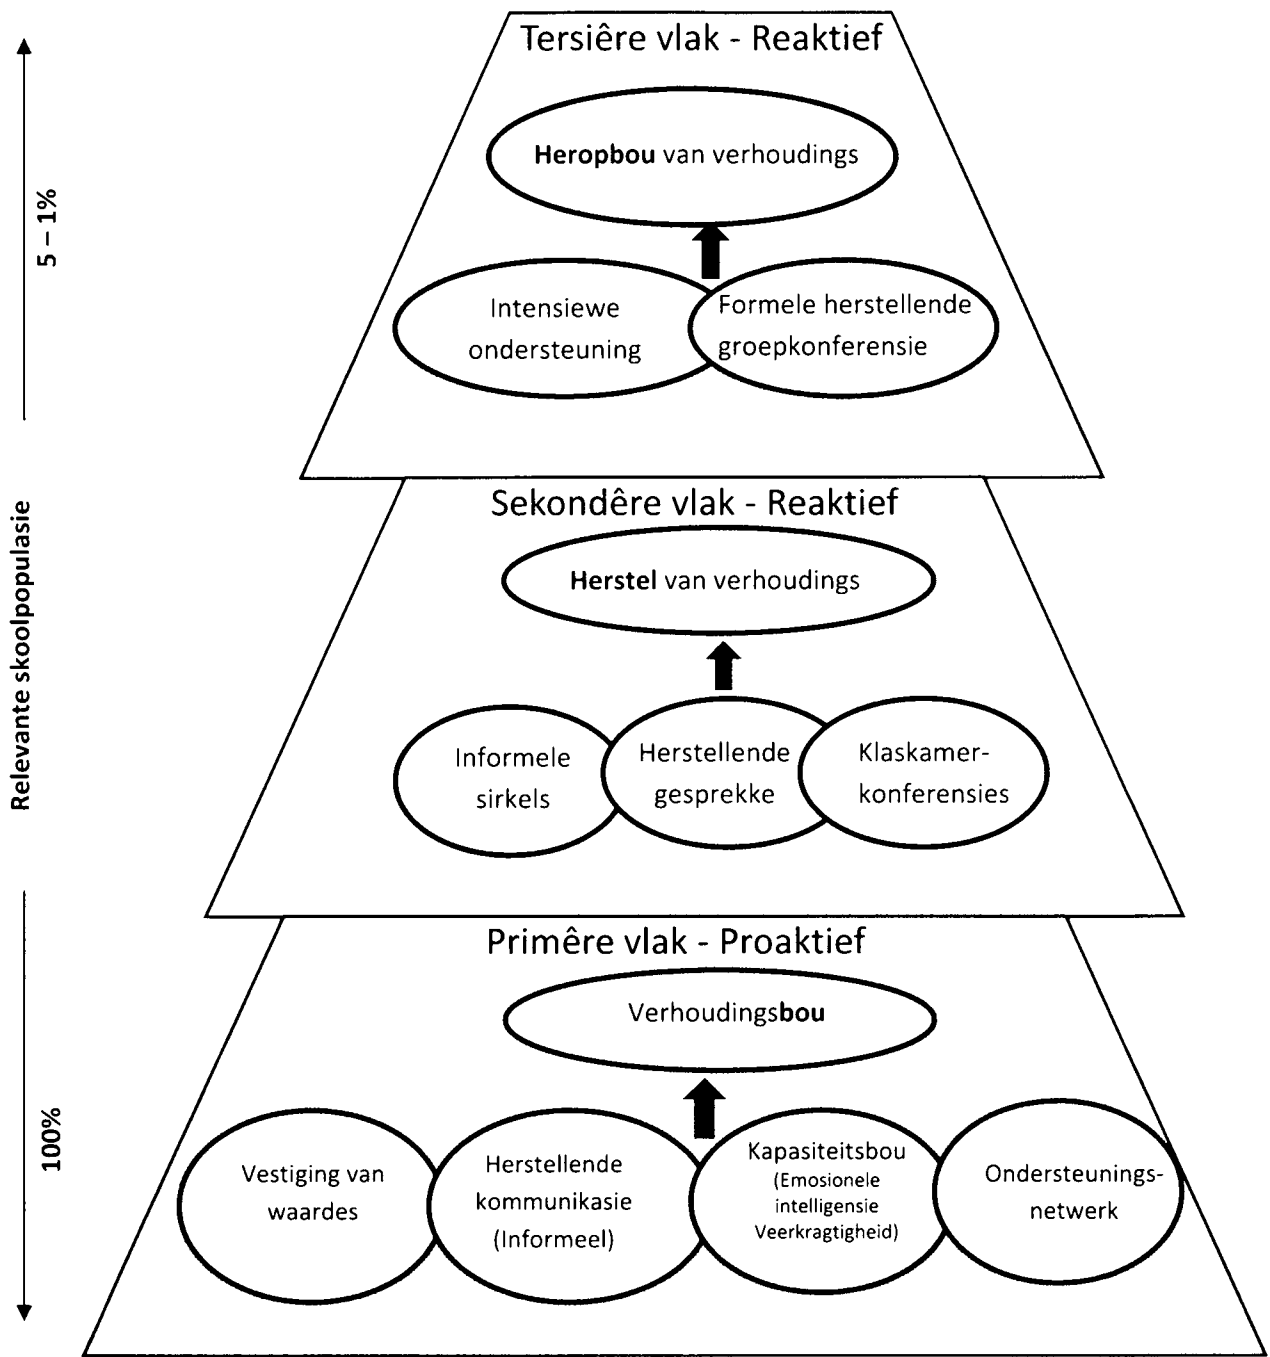 Tersiêre vlak - Reaktief
Heropbou van verhoudings
Intensiewe
ondersteuning
Formele herstellende
groepkonferensie
5 – 1%
Sekondêre vlak - Reaktief
Herstel van verhoudings
Informele
sirkels
Herstellende
gesprekke
Klaskamer-
konferensies
Relevante skoolpopulasie
Primêre vlak - Proaktief
Verhoudingsbou
Vestiging van
waardes
Herstellende
kommunikasie
(Informeel)
Kapasiteitsbou
(Emosionele
intelligensie
Veerkragtigheid)
Ondersteunings-
netwerk
100%